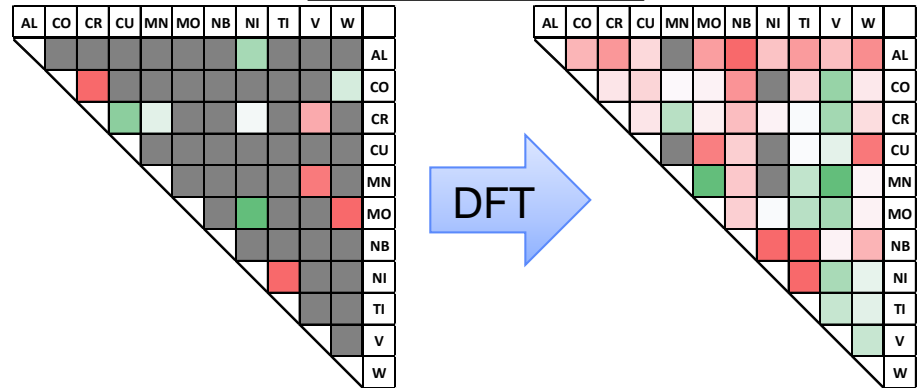 AL CO CR CU MN MO NB NI TI V W
AL
CO
CR
CU
MN
MO
NB
NI
TI
V
W
DFT
AL CO CR CU MN MO NB NI TI V W
AL
CO
CR
CU
MN
MO
NB
NI
TI
V
W